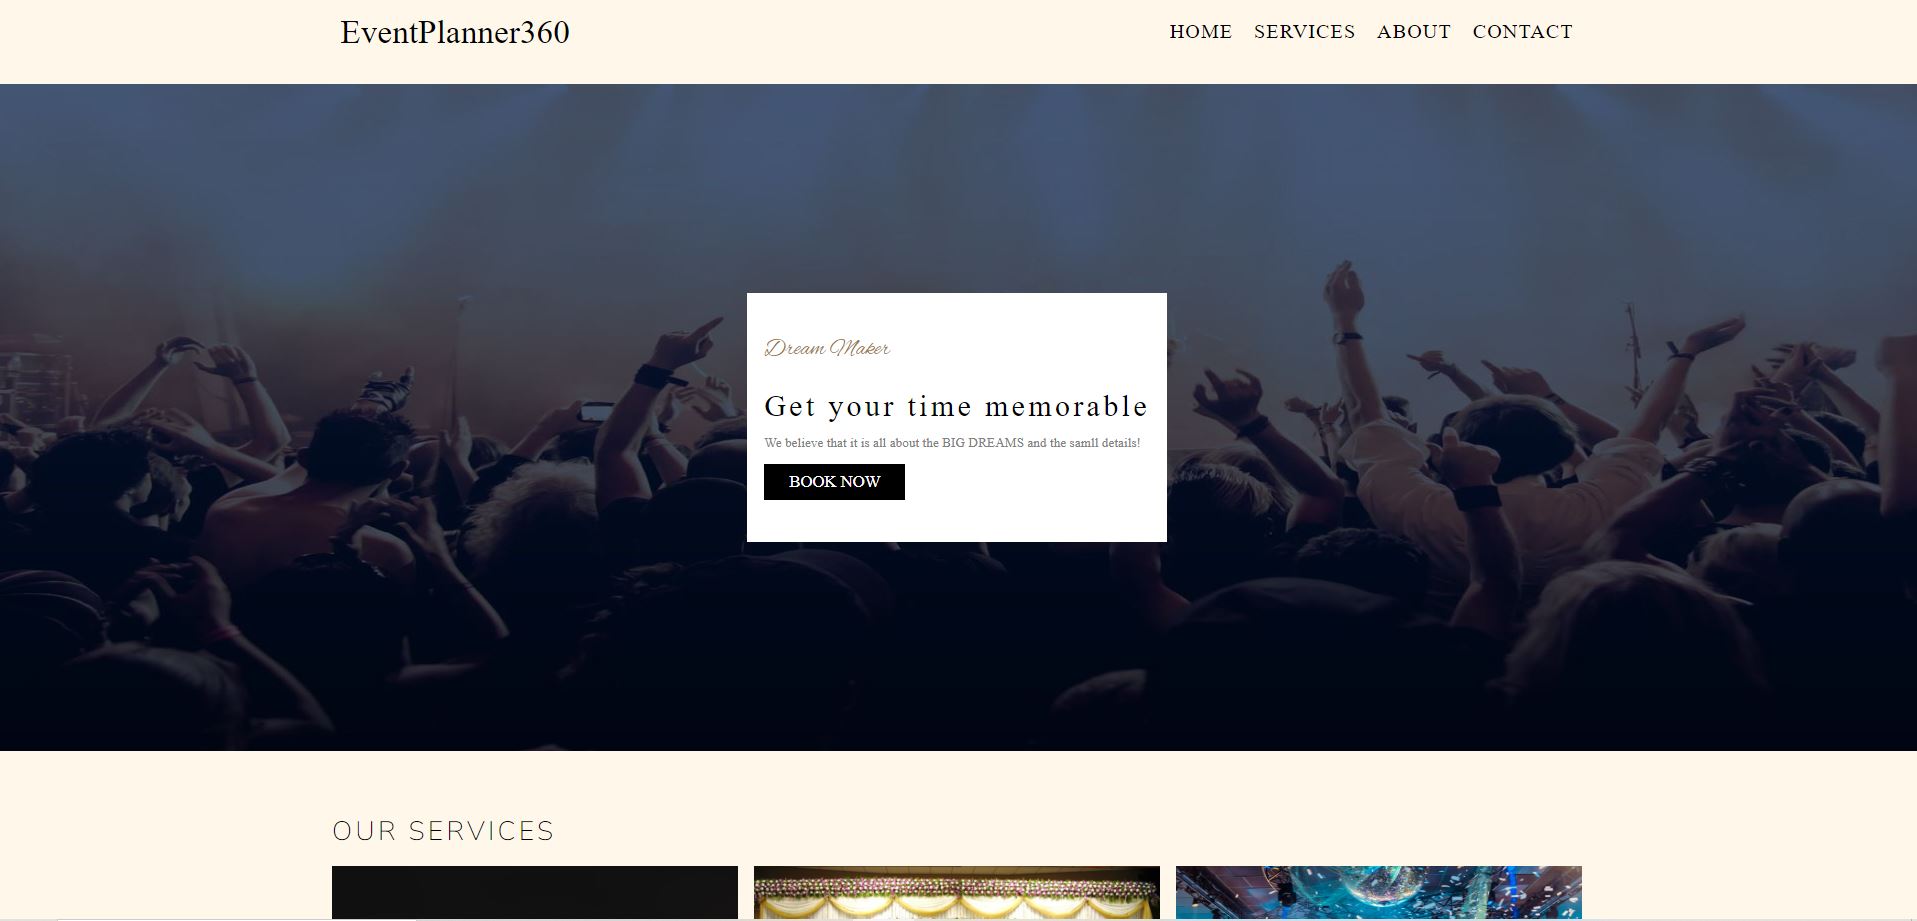 EventPlanner360
HOME SERVICES ABOUT CONTACT
Dream Maker
Get your time memorable
We believe that it is all about the BIG DREAMS and the samll details!
BOOK NOW
OUR SERVICES